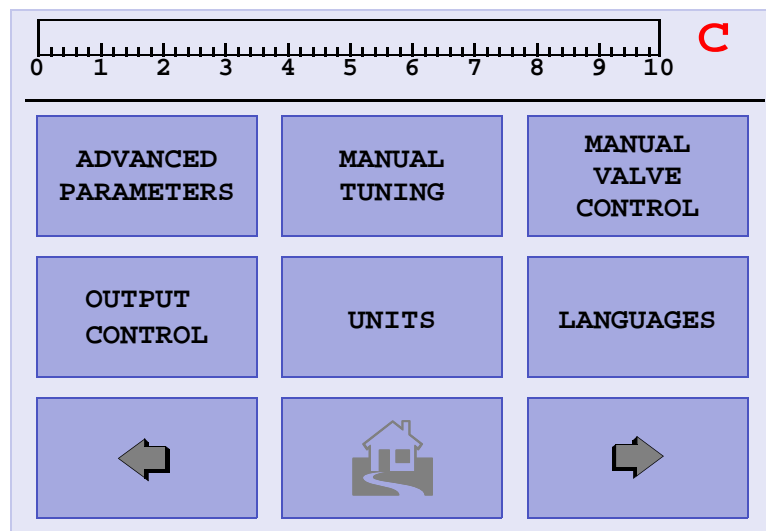 C
0 1 2 3 4 5 6 7 8 9 10
ADVANCED
PARAMETERS
MANUAL
TUNING
MANUAL
VALVE
CONTROL
OUTPUT
CONTROL
UNITS
LANGUAGES